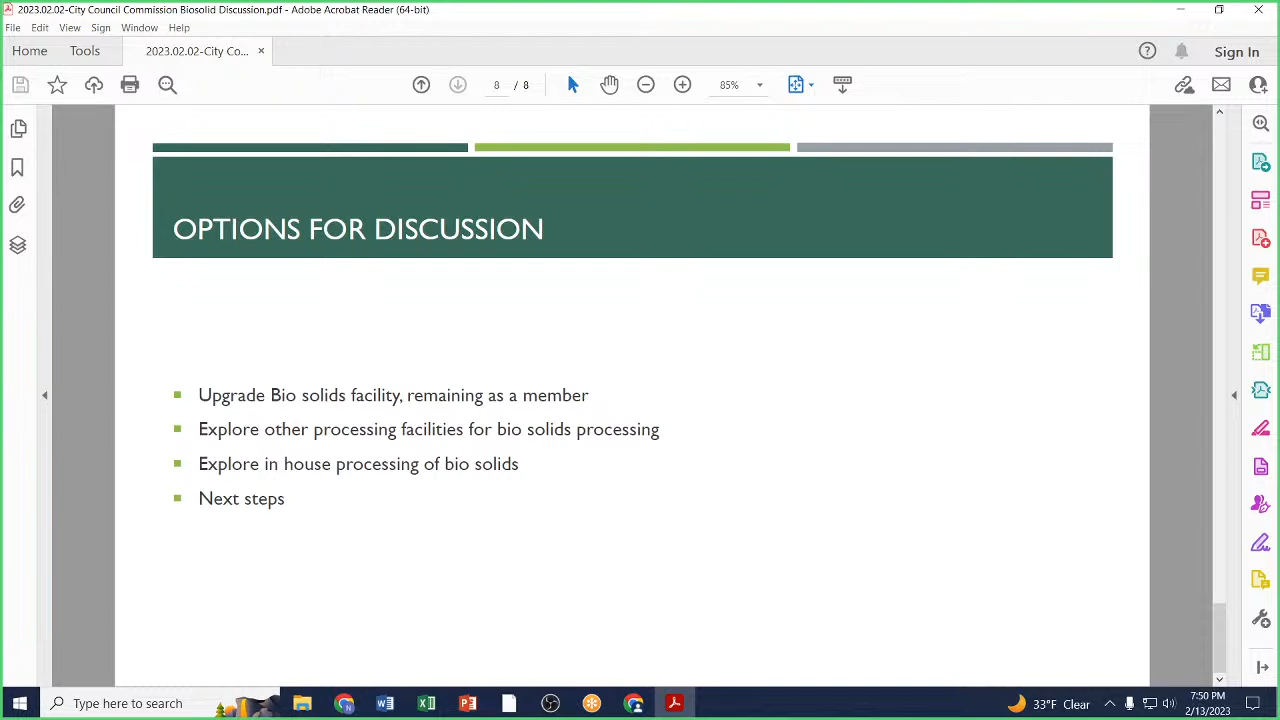 2023.02.02-City Council Commission Biosolid Discussion.pdf - Adobe Acrobat Reader (64-bit)
File Edit View Sign Window Help
Home Tools 2023.02.02-City Co... × Sign In
8 / 8 85%
OPTIONS FOR DISCUSSION
Upgrade Bio solids facility, remaining as a member
Explore other processing facilities for bio solids processing
Explore in house processing of bio solids
Next steps
Type here to search
33°F Clear
7:50 PM
2/13/2023